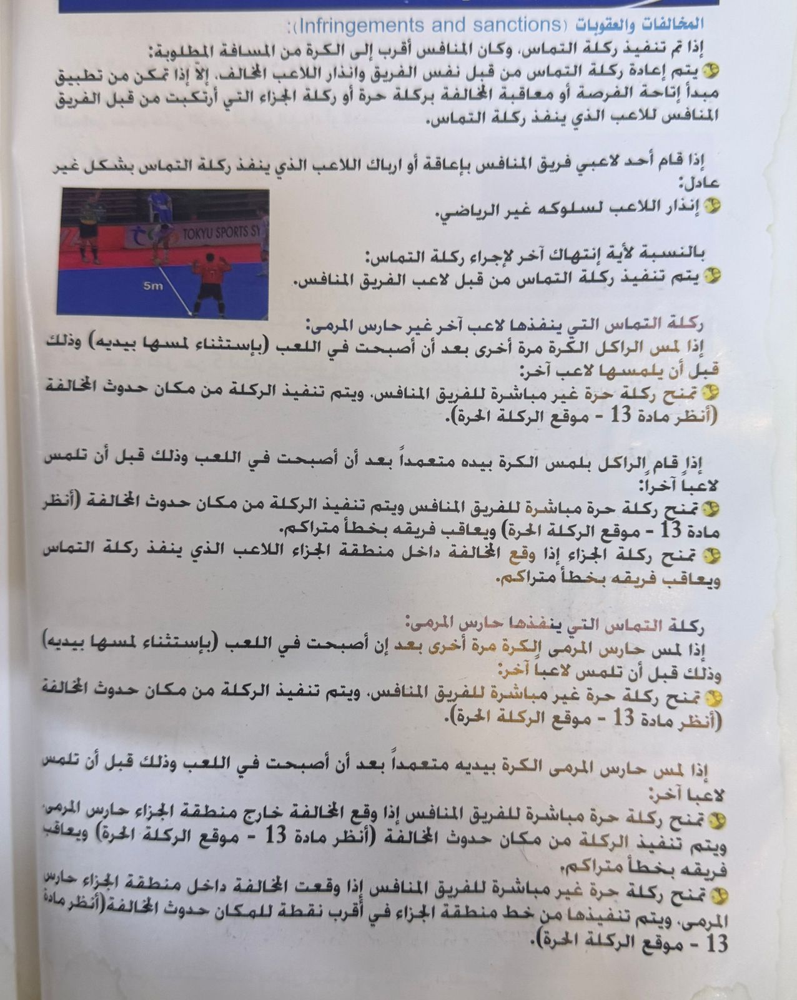 المخالفات والعقوبات (Infringements and sanctions):
إذا تم تنفيذ ركلة التماس، وكان المنافس أقرب إلى الكرة من المسافة المطلوبة:
يتم إعادة ركلة التماس من قبل نفس الفريق وانذار اللاعب المخالف، إلاّ إذا تمكن من تطبيق
مبدأ إتاحة الفرصة أو معاقبة المخالفة بركلة حرة أو ركلة الجزاء التي أرتكبت من قبل الفريق
المنافس للاعب الذي ينفذ ركلة التماس.
إذا قام أحد لاعبي فريق المنافس بإعاقة أو ارباك اللاعب الذي ينفذ ركلة التماس بشكل غير
عادل:
إنذار اللاعب لسلوكه غير الرياضي.
TOKYU SPORTS SY
5m
بالنسبة لأية إنتهاك آخر لإجراء ركلة التماس:
يتم تنفيذ ركلة التماس من قبل لاعب الفريق المنافس.
ركلة التماس التي ينفذها لاعب آخر غير حارس المرمى:
إذا لمس الراكل الكرة مرة أخرى بعد أن أصبحت في اللعب (بإستثناء لمسها بيديه) وذلك
قبل أن يلمسها لاعب آخر:
تمنح ركلة حرة غير مباشرة للفريق المنافس، ويتم تنفيذ الركلة من مكان حدوث المخالفة
(أنظر مادة 13 - موقع الركلة الحرة).
إذا قام الراكل بلمس الكرة بيده متعمداً بعد أن أصبحت في اللعب وذلك قبل أن تلمس
لاعباً آخراً:
تمنح ركلة حرة مباشرة للفريق المنافس ويتم تنفيذ الركلة من مكان حدوث المخالفة (أنظر
مادة 13 - موقع الركلة الحرة) ويعاقب فريقه بخطأ متراكم.
تمنح ركلة الجزاء إذا وقع المخالفة داخل منطقة الجزاء اللاعب الذي ينفذ ركلة التماس
ويعاقب فريقه بخطأ متراكم.
ركلة التماس التي ينفذها حارس المرمى:
إذا لمس حارس المرمى الكرة مرة أخرى بعد إن أصبحت في اللعب (بإستثناء لمسها بيديه)
وذلك قبل أن تلمس لاعباً آخر:
تمنح ركلة حرة غير مباشرة للفريق المنافس، ويتم تنفيذ الركلة من مكان حدوث المخالفة
(أنظر مادة 13 - موقع الركلة الحرة).
إذا لمس حارس المرمى الكرة بيديه متعمداً بعد أن أصبحت في اللعب وذلك قبل أن تلمس
لاعبا آخر:
تمنح ركلة حرة مباشرة للفريق المنافس إذا وقع المخالفة خارج منطقة الجزاء حارس المرمى،
ويتم تنفيذ الركلة من مكان حدوث المخالفة (أنظر مادة 13 - موقع الركلة الحرة) ويعاقب
فريقه بخطأ متراكم.
تمنح ركلة حرة غير مباشرة للفريق المنافس إذا وقعت المخالفة داخل منطقة الجزاء حارس
المرمى، ويتم تنفيذها من خط منطقة الجزاء في أقرب نقطة للمكان حدوث المخالفة(أنظر مادة
13 - موقع الركلة الحرة).